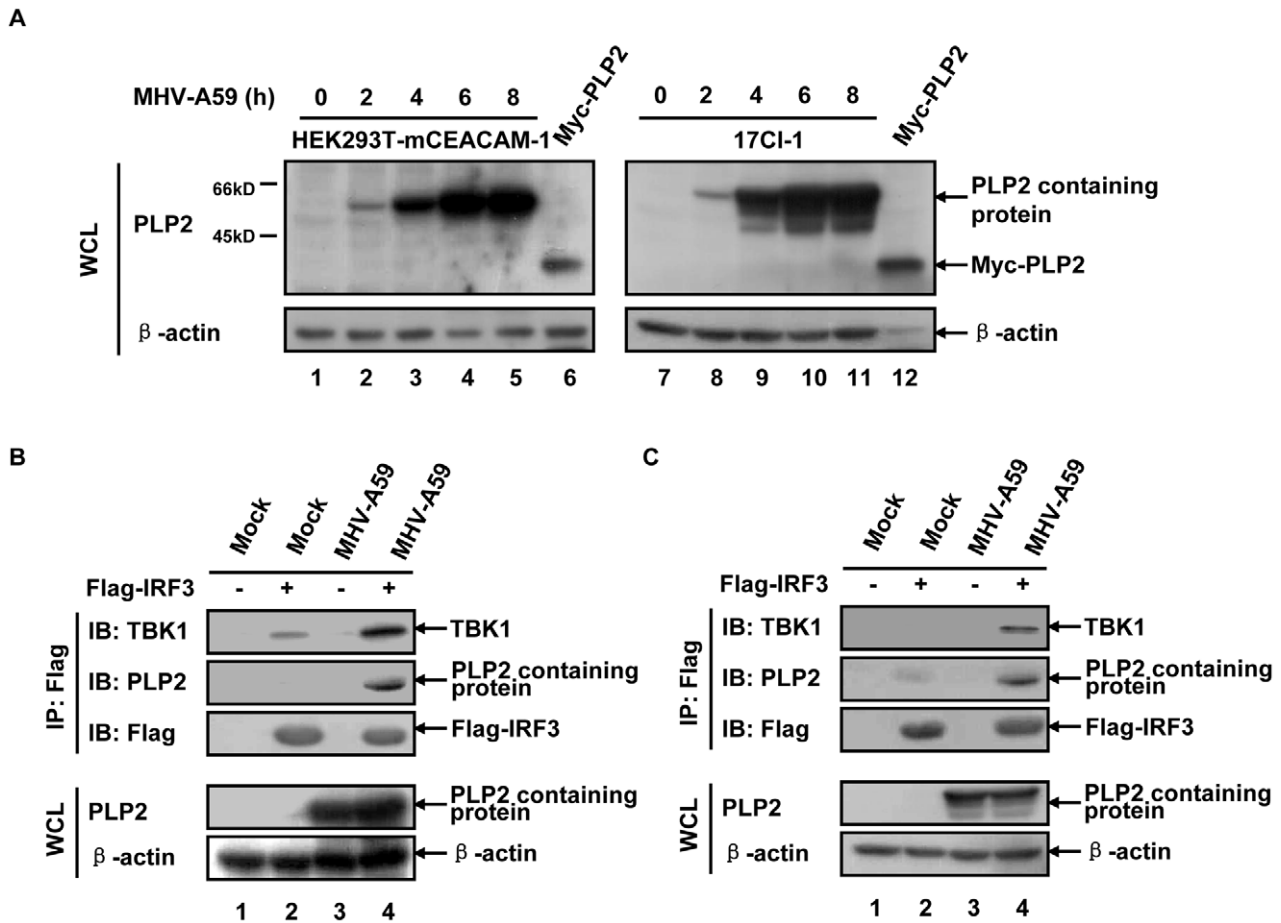 A
MHV-A59 (h) 0 2 4 6 8 Myc-PLP2 0 2 4 6 8 Myc-PLP2
HEK293T-mCEACAM-1 17Cl-1
WCL
PLP2
66kD
45kD
PLP2 containing
protein
Myc-PLP2
β-actin β-actin
1 2 3 4 5 6 7 8 9 10 11 12
B
Mock Mock MHV-A59 MHV-A59
Flag-IRF3 - + - +
IP: Flag
IB: TBK1 TBK1
IB: PLP2 PLP2 containing
protein
IB: Flag Flag-IRF3
WCL
PLP2 PLP2 containing
protein
β-actin β-actin
1 2 3 4
C
Mock Mock MHV-A59 MHV-A59
Flag-IRF3 - + - +
IP: Flag
IB: TBK1 TBK1
IB: PLP2 PLP2 containing
protein
IB: Flag Flag-IRF3
WCL
PLP2 PLP2 containing
protein
β-actin β-actin
1 2 3 4